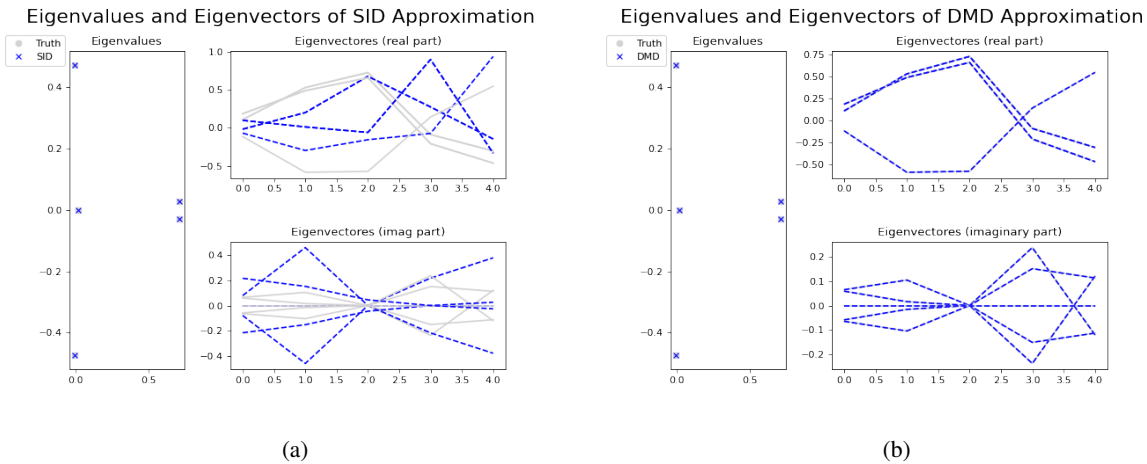 Eigenvalues and Eigenvectors of SID Approximation
Truth
SID
Eigenvalues
0.4
0.2
0.0
−0.2
−0.4
0.0 0.5
Eigenvectores (real part)
1.0
0.5
0.0
−0.5
0.0 0.5 1.0 1.5 2.0 2.5 3.0 3.5 4.0
Eigenvectores (imag part)
0.4
0.2
0.0
−0.2
−0.4
0.0 0.5 1.0 1.5 2.0 2.5 3.0 3.5 4.0
(a)
Eigenvalues and Eigenvectors of DMD Approximation
Truth
DMD
Eigenvalues
0.4
0.2
0.0
−0.2
−0.4
0.0 0.5
Eigenvectores (real part)
0.75
0.50
0.25
0.00
−0.25
−0.50
0.0 0.5 1.0 1.5 2.0 2.5 3.0 3.5 4.0
Eigenvectores (imaginary part)
0.2
0.1
0.0
−0.1
−0.2
0.0 0.5 1.0 1.5 2.0 2.5 3.0 3.5 4.0
(b)